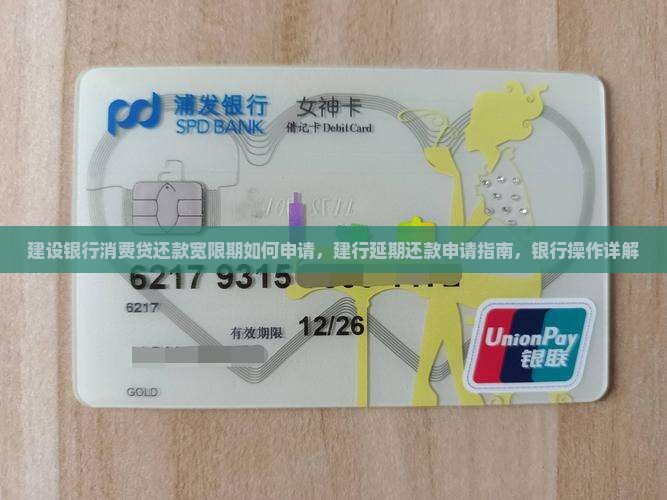 浦发银行 女神卡
SPD BANK 借记卡 Debit Card
建设银行消费贷还款宽限期如何申请，建行延期还款申请指南，银行操作详解
6217 9315
6217
有效期限 12/26
GOLD
UnionPay
银联